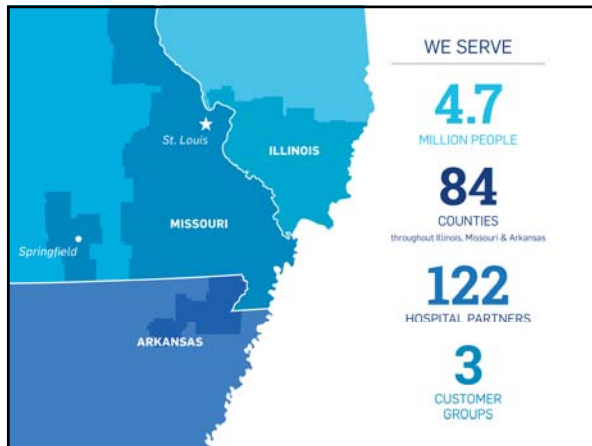 WE SERVE
4.7
MILLION PEOPLE
84
COUNTIES
throughout Illinois, Missouri & Arkansas
122
HOSPITAL PARTNERS
3
CUSTOMER
GROUPS
St. Louis
ILLINOIS
MISSOURI
Springfield
ARKANSAS